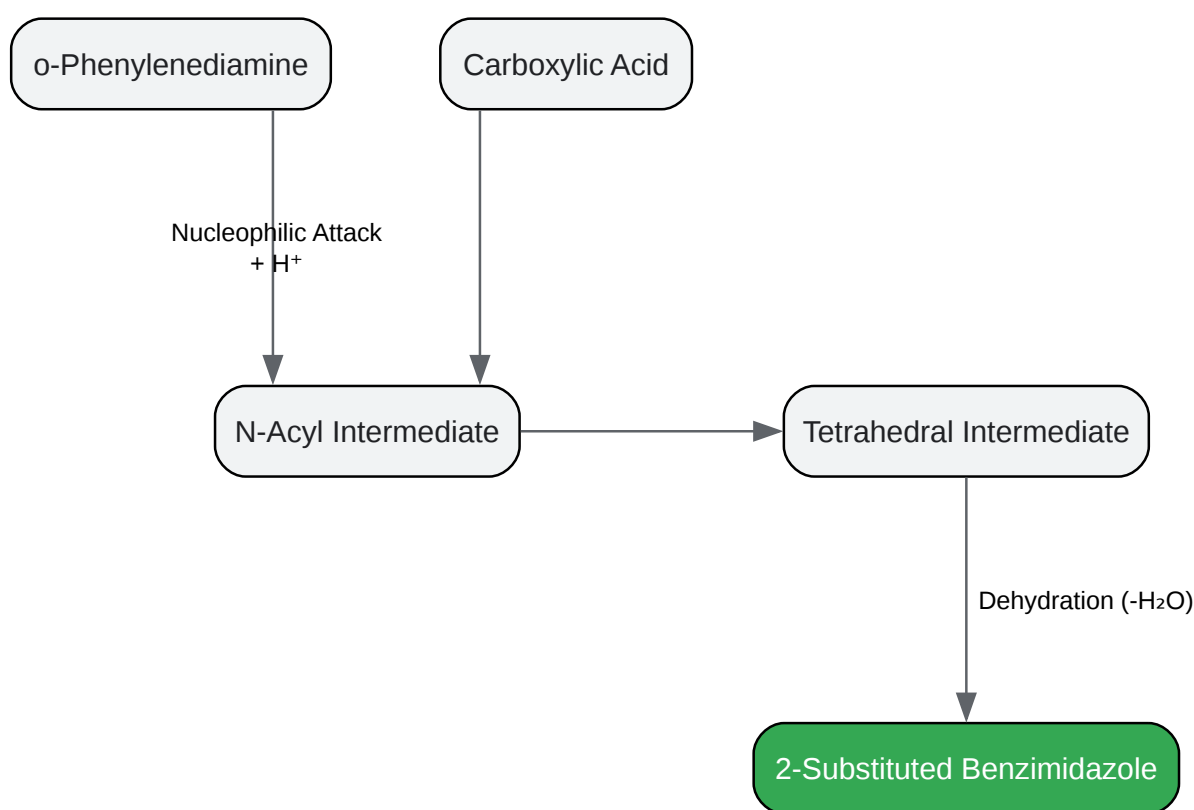 o-Phenylenediamine
Carboxylic Acid
Nucleophilic Attack
+ H⁺
N-Acyl Intermediate
Tetrahedral Intermediate
Dehydration (-H₂O)
2-Substituted Benzimidazole